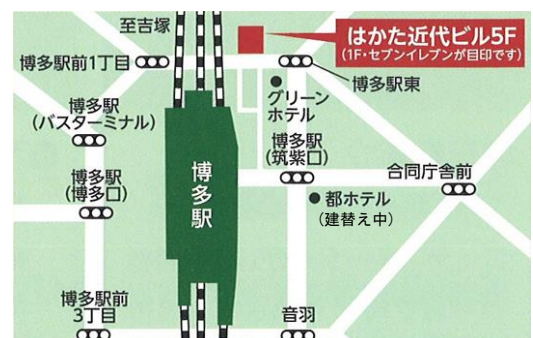 至吉塚
はかた近代ビル5F
(1F・セブンイレブンが目印です)
博多駅前1丁目
博多駅東
グリーン
ホテル
博多駅
(バスターミナル)
博多駅
(筑紫口)
合同庁舎前
博多駅
博多駅
(博多口)
都ホテル
(建替え中)
博多駅前
3丁目
音羽